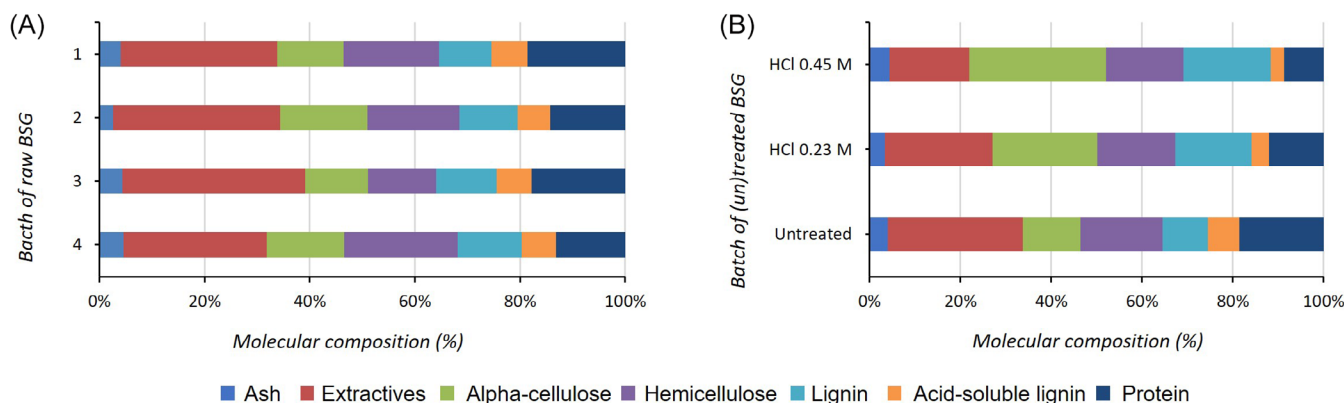 (A)
Bacth of raw BSG
1
2
3
4
0% 20% 40% 60% 80% 100%
Molecular composition (%)
(B)
Batch of (un)treated BSG
HCl 0.45 M
HCl 0.23 M
Untreated
0% 20% 40% 60% 80% 100%
Molecular composition (%)
Ash Extractives Alpha-cellulose Hemicellulose Lignin Acid-soluble lignin Protein